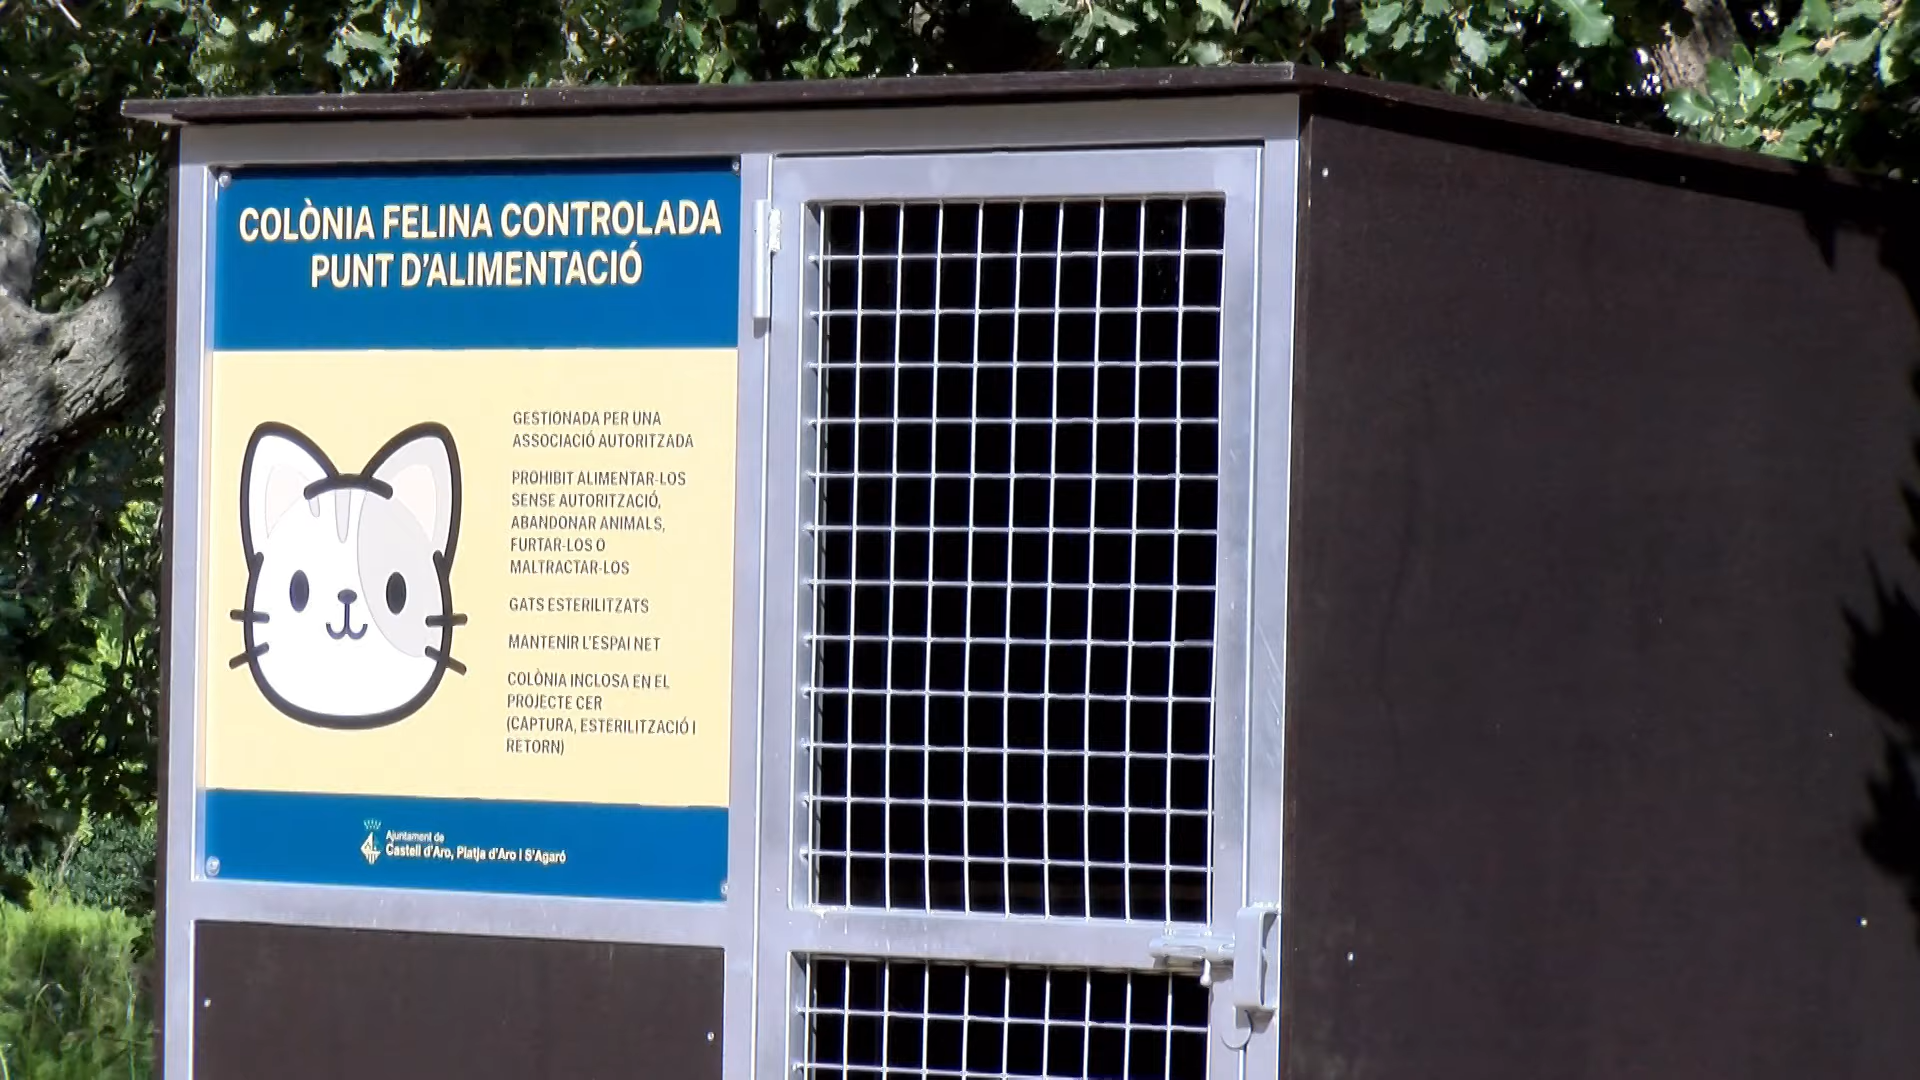 COLÒNIA FELINA CONTROLADA
PUNT D'ALIMENTACIÓ
GESTIONADA PER UNA
ASSOCIACIÓ AUTORITZADA
PROHIBIT ALIMENTAR-LOS
SENSE AUTORITZACIÓ,
ABANDONAR ANIMALS,
FURTAR-LOS O
MALTRACTAR-LOS
GATS ESTERILITZATS
MANTENIR L'ESPAI NET
COLÒNIA INCLOSA EN EL
PROJECTE CER
(CAPTURA, ESTERILITZACIÓ I
RETORN)
Ajuntament de
Castell d'Aro, Platja d'Aro i S'Agaró